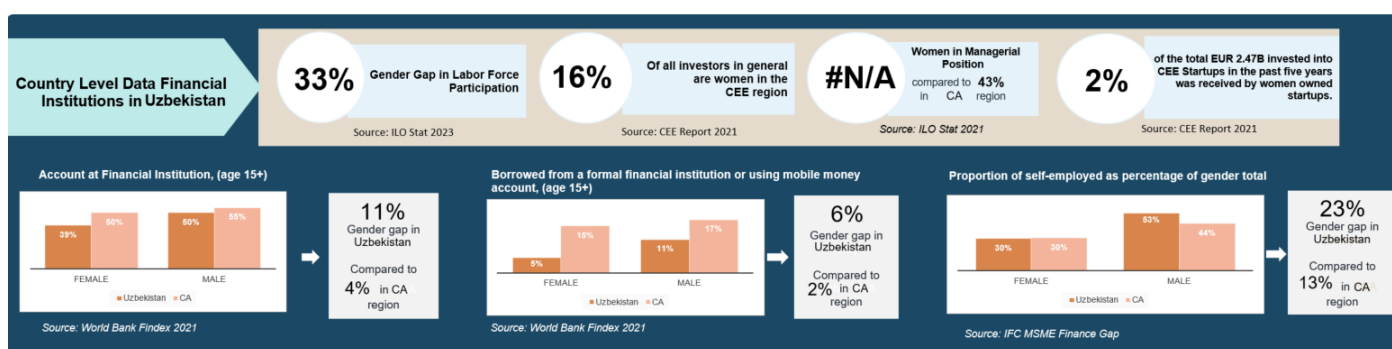 Country Level Data Financial
Institutions in Uzbekistan
33%
Gender Gap in Labor Force
Participation
Source: ILO Stat 2023
16%
Of all investors in general
are women in the
CEE region
Source: CEE Report 2021
#N/A
Women in Managerial
Position
compared to 43%
in CA region
Source: ILO Stat 2021
2%
of the total EUR 2.47B invested into
CEE Startups in the past five years
was received by women owned
startups.
Source: CEE Report 2021
Account at Financial Institution, (age 15+)
39%
50%
50%
55%
FEMALE
MALE
Uzbekistan
CA
Source: World Bank Findex 2021
11%
Gender gap in
Uzbekistan
Compared to
4% in CA
region
Borrowed from a formal financial institution or using mobile money
account, (age 15+)
5%
15%
11%
17%
FEMALE
MALE
Uzbekistan
CA
Source: World Bank Findex 2021
6%
Gender gap in
Uzbekistan
Compared to
2% in CA
region
Proportion of self-employed as percentage of gender total
30%
30%
53%
44%
FEMALE
MALE
Uzbekistan
CA
Source: IFC MSME Finance Gap
23%
Gender gap in
Uzbekistan
Compared to
13% in CA
region